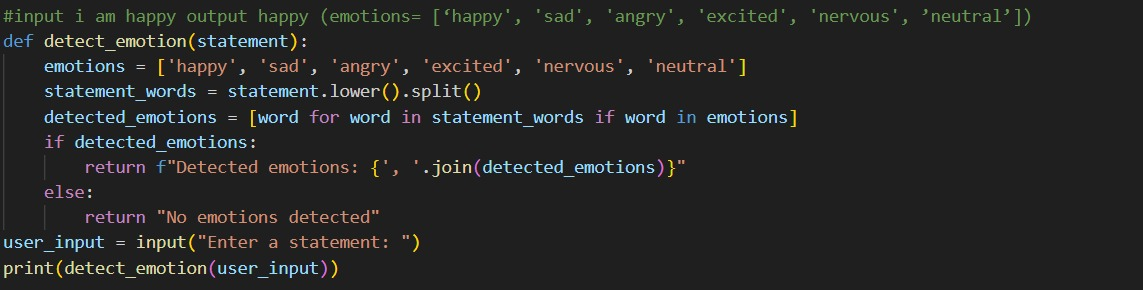 #input i am happy output happy (emotions= [‘happy', 'sad', 'angry', 'excited', 'nervous', ’neutral’])
def detect_emotion(statement):
    emotions = ['happy', 'sad', 'angry', 'excited', 'nervous', 'neutral']
    statement_words = statement.lower().split()
    detected_emotions = [word for word in statement_words if word in emotions]
    if detected_emotions:
        return f"Detected emotions: {', '.join(detected_emotions)}"
    else:
        return "No emotions detected"
user_input = input("Enter a statement: ")
print(detect_emotion(user_input))